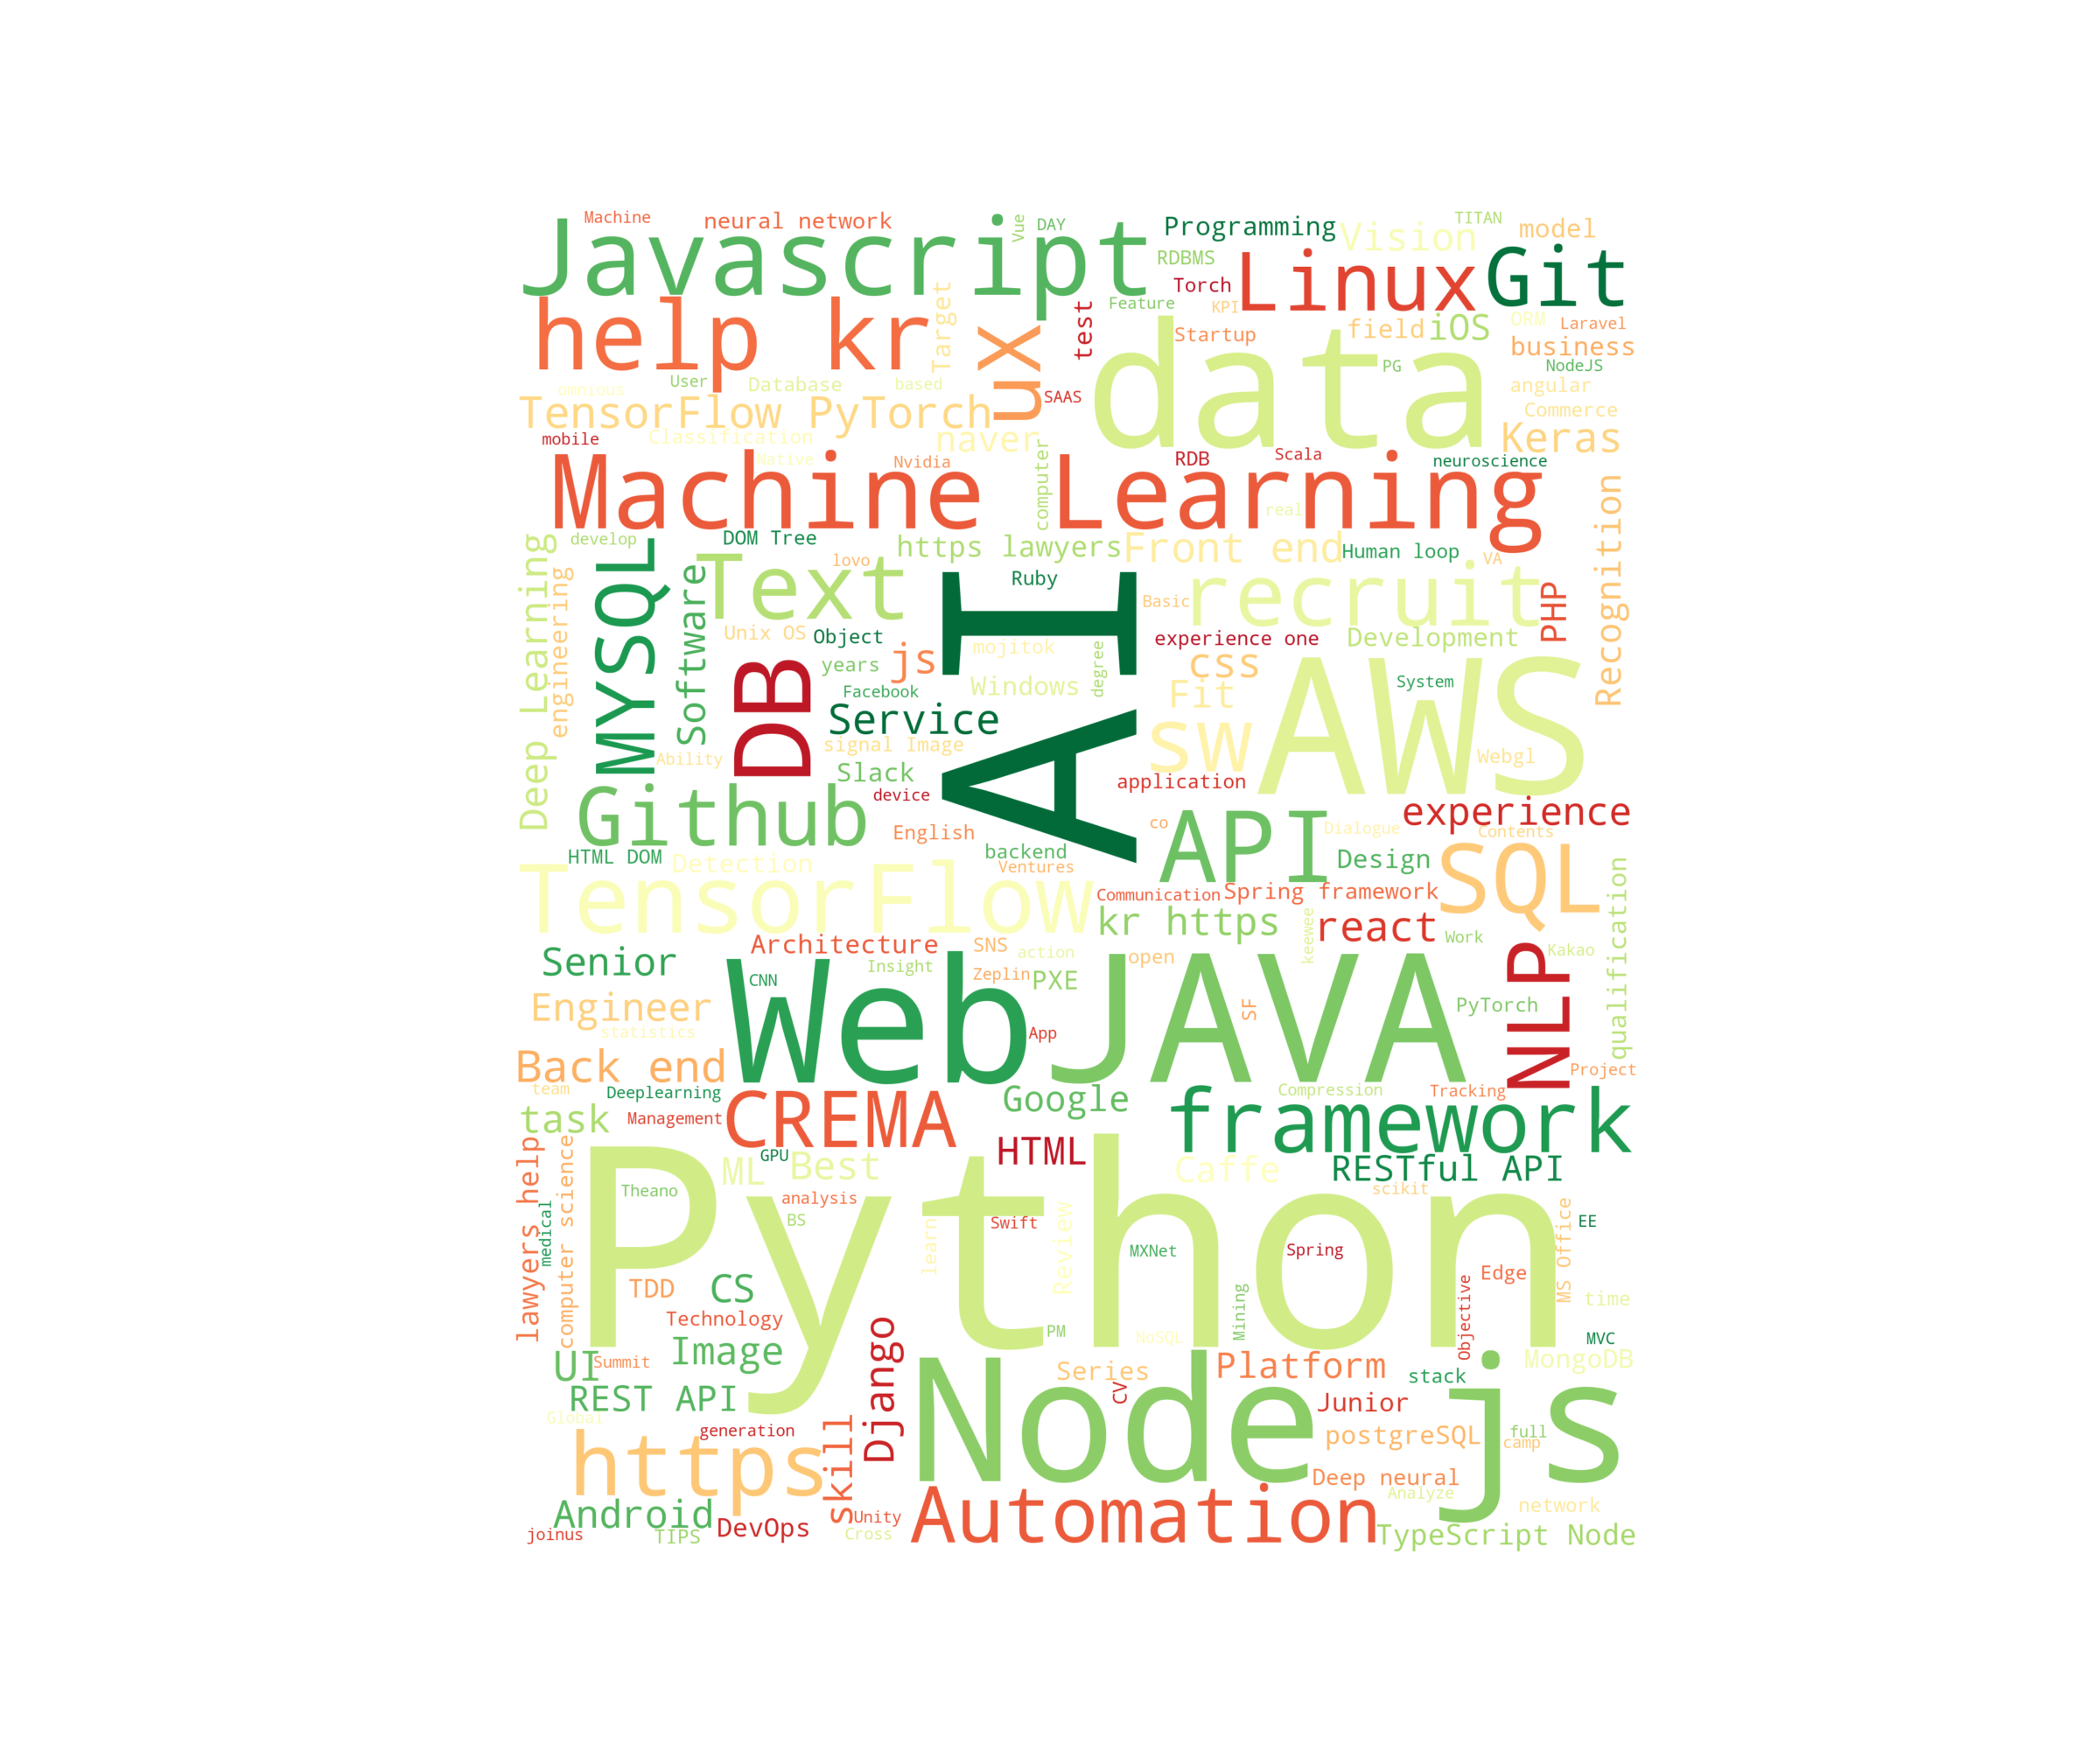 Machine
neural network
Vue
DAY
Programming
Vision
TITAN
model
Javascript
RDBMS
Torch
Linux
Git
help kr
Target
ux
test
Feature
KPI
Startup
field
iOS
ORM
Laravel
business
data
PG
NodeJS
omnious
User
Database
based
SAAS
angular
Commerce
TensorFlow PyTorch
mobile
Classification
Native
naver
Nvidia
computer
RDB
Scala
Keras
neuroscience
Machine Learning
real
Recognition
Deep Learning
develop
engineering
MYSQL
DOM Tree
lovo
https lawyers
Front end
Human loop
VA
Text
Software
Ruby
Basic
recruit
PHP
Unix OS
Object
js
AI
mojitok
degree
experience one
Development
years
css
DB
Facebook
Windows
Fit
System
AWS
Service
signal Image
sw
Webgl
Ability
Slack
device
application
Github
English
co
API
Dialogue
experience
Contents
HTML DOM
Detection
backend
Ventures
Design
SQL
qualification
TensorFlow
Communication
Spring framework
kr https
keewee
react
Work
Kakao
Architecture
SNS
action
open
Senior
Insight
Zeplin
PXE
CNN
Web
JAVA
NLP
Engineer
statistics
App
SF
PyTorch
Back end
team
Deeplearning
Google
Compression
Tracking
Project
task
Management
CREMA
framework
lawyers help
computer science
GPU
ML
Best
HTML
Caffe
RESTful API
Theano
analysis
scikit
medical
BS
Python
learn
Swift
Review
MXNet
Spring
MS Office
EE
TDD
CS
Edge
time
Technology
PM
NoSQL
Mining
Objective
MVC
UI
Summit
Image
Django
Series
Platform
stack
MongoDB
REST API
CV
Junior
Global
generation
skill
Node js
postgreSQL
full
camp
https
Deep neural
Analyze
network
Android
DevOps
Unity
Automation
joinus
TIPS
Cross
TypeScript Node